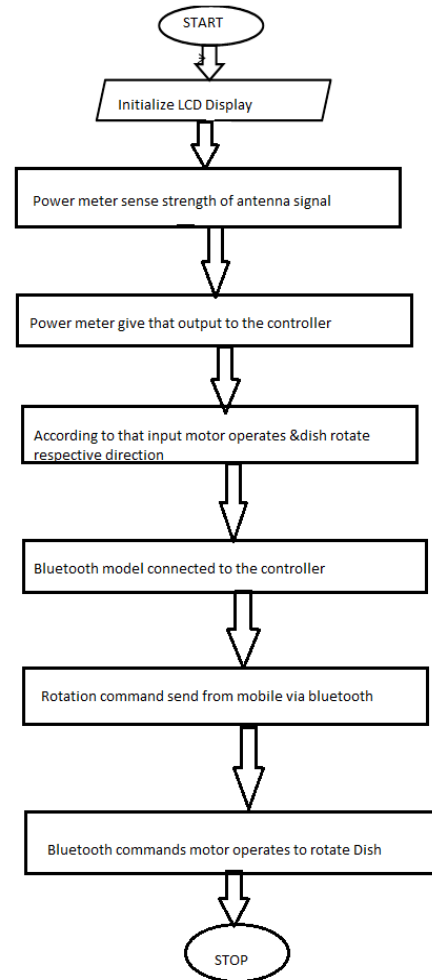 START
Initialize LCD Display
Power meter sense strength of antenna signal
Power meter give that output to the controller
According to that input motor operates &dish rotate
respective direction
Bluetooth model connected to the controller
Rotation command send from mobile via bluetooth
Bluetooth commands motor operates to rotate Dish
STOP